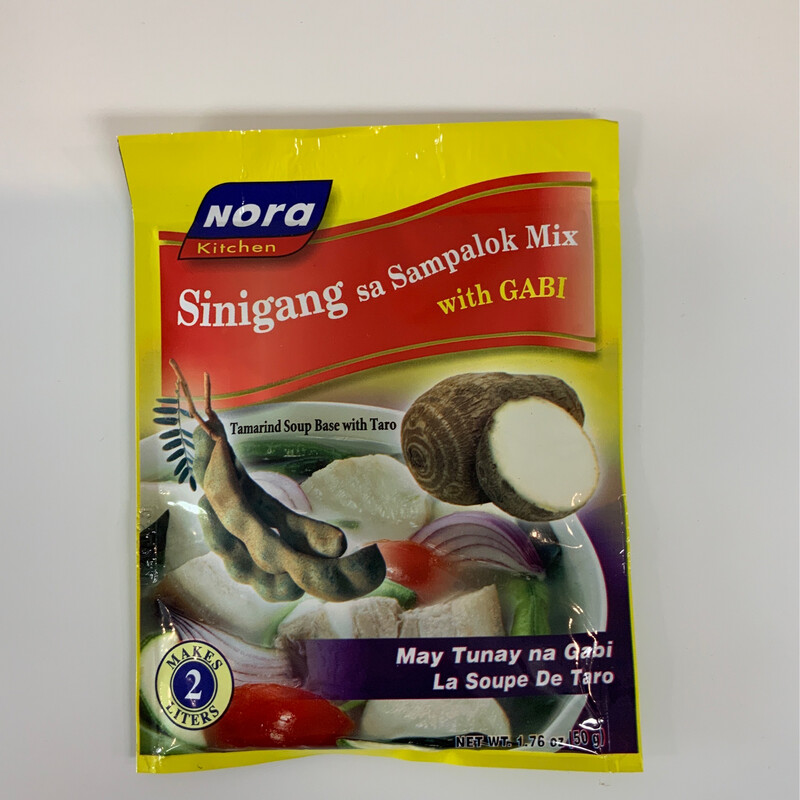 Nora
Kitchen
Sinigang sa Sampalok Mix
with GABI
Tamarind Soup Base with Taro
MAKES
2
LITERS
May Tunay na Gabi
La Soupe De Taro
NET WT. 1.76 oz (50 g)